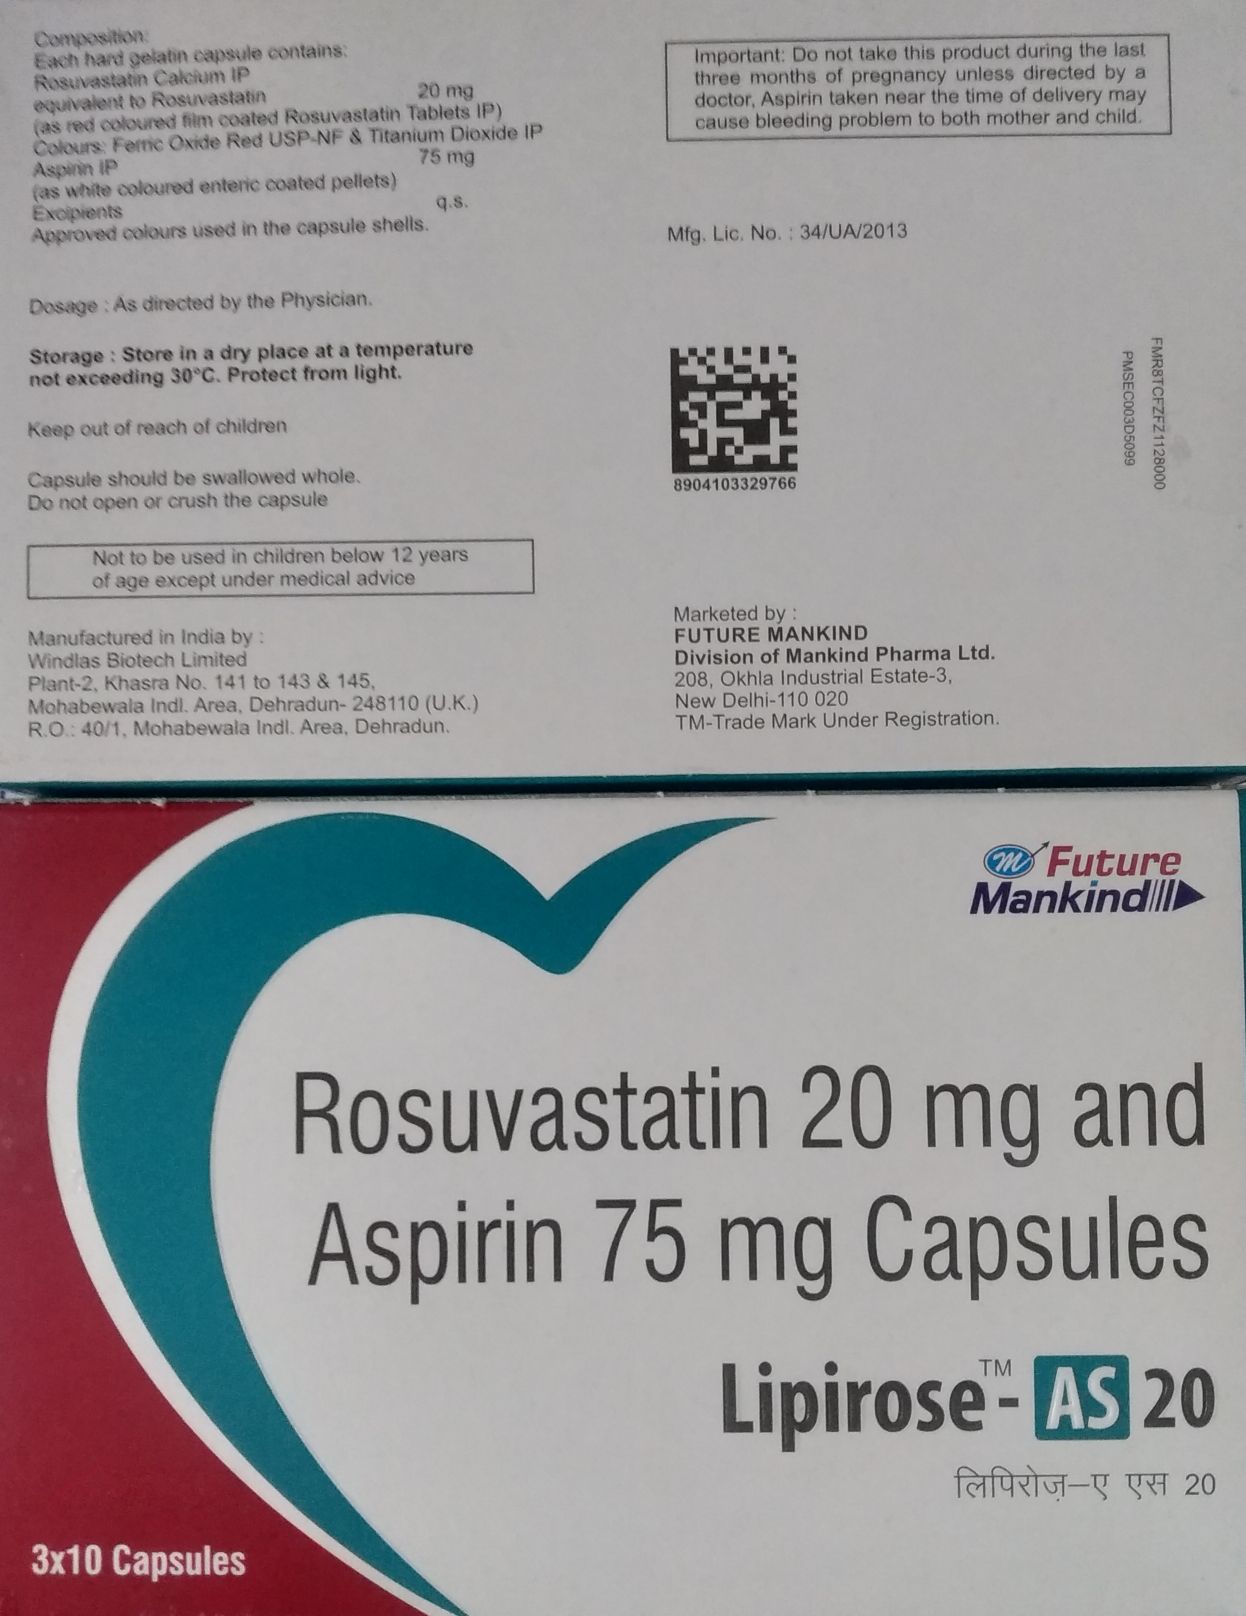 Composition:
Each hard gelatin capsule contains:
Rosuvastatin Calcium IP
equivalent to Rosuvastatin 20 mg
(as red coloured film coated Rosuvastatin Tablets IP)
Colours: Ferric Oxide Red USP-NF & Titanium Dioxide IP
Aspirin IP 75 mg
(as white coloured enteric coated pellets)
Excipients q.s.
Approved colours used in the capsule shells.
Dosage : As directed by the Physician.
Storage : Store in a dry place at a temperature
not exceeding 30°C. Protect from light.
Keep out of reach of children
Capsule should be swallowed whole.
Do not open or crush the capsule
Not to be used in children below 12 years
of age except under medical advice
Manufactured in India by :
Windlas Biotech Limited
Plant-2, Khasra No. 141 to 143 & 145,
Mohabewala Indl. Area, Dehradun- 248110 (U.K.)
R.O.: 40/1, Mohabewala Indl. Area, Dehradun.
Important: Do not take this product during the last
three months of pregnancy unless directed by a
doctor, Aspirin taken near the time of delivery may
cause bleeding problem to both mother and child.
Mfg. Lic. No. : 34/UA/2013
8904103329766
FMR8TCFZFZ1128000
PMSEC003D5099
Marketed by :
FUTURE MANKIND
Division of Mankind Pharma Ltd.
208, Okhla Industrial Estate-3,
New Delhi-110 020
TM-Trade Mark Under Registration.
m Future
Mankind
Rosuvastatin 20 mg and
Aspirin 75 mg Capsules
Lipirose™- AS 20
लिपिरोज़–ए एस 20
3x10 Capsules